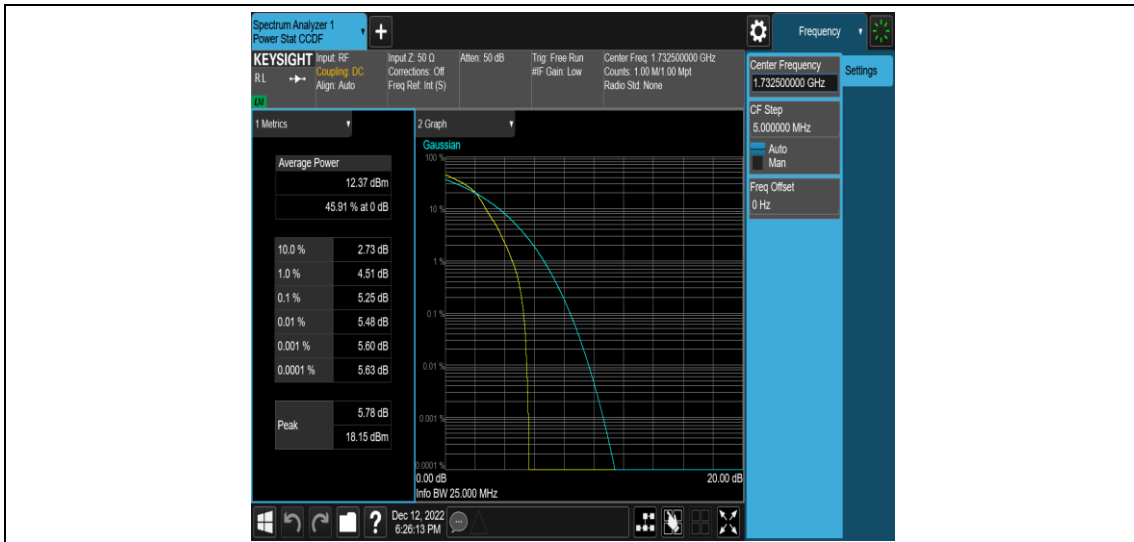 Spectrum Analyzer 1
Power Stat CCDF
Frequency
KEYSIGHT
RL
LXI
Input: RF
Coupling: DC
Align: Auto
Input Z: 50 Ω
Corrections: Off
Freq Ref: Int (S)
Atten: 50 dB
Trig: Free Run
#IF Gain: Low
Center Freq: 1.732500000 GHz
Counts: 1.00 M/1.00 Mpt
Radio Std: None
Center Frequency
1.732500000 GHz
Settings
CF Step
5.000000 MHz
Auto
Man
Freq Offset
0 Hz
1 Metrics
Average Power
12.37 dBm
45.91 % at 0 dB
10.0 % 2.73 dB
1.0 % 4.51 dB
0.1 % 5.25 dB
0.01 % 5.48 dB
0.001 % 5.60 dB
0.0001 % 5.63 dB
Peak 5.78 dB
18.15 dBm
2 Graph
Gaussian
100 %
10 %
1 %
0.1 %
0.01 %
0.001 %
0.0001 %
0.00 dB 20.00 dB
Info BW 25.000 MHz
?
Dec 12, 2022
6:26:13 PM